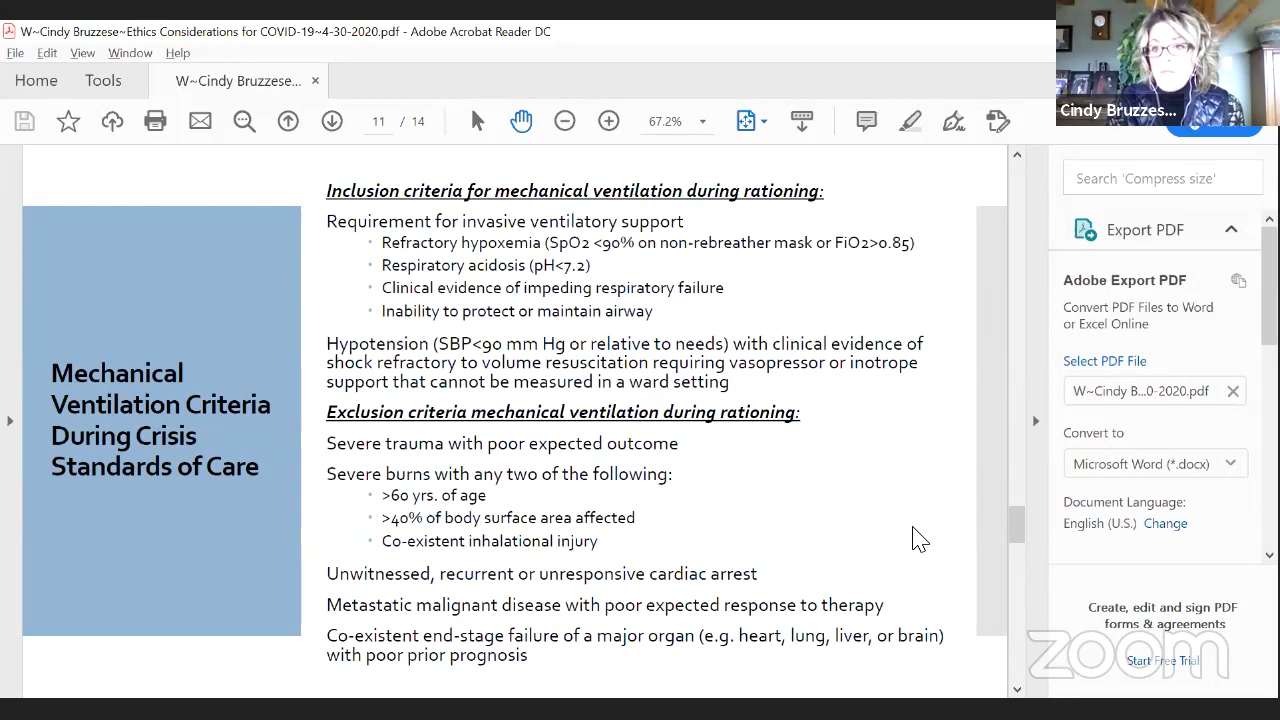 W~Cindy Bruzzese~Ethics Considerations for COVID-19~4-30-2020.pdf - Adobe Acrobat Reader DC
File Edit View Window Help
Home Tools W~Cindy Bruzzese... ×
11 / 14 67.2%
Cindy Bruzzes...
Mechanical
Ventilation Criteria
During Crisis
Standards of Care
Inclusion criteria for mechanical ventilation during rationing:
Requirement for invasive ventilatory support
• Refractory hypoxemia (SpO2 <90% on non-rebreather mask or FiO2>0.85)
• Respiratory acidosis (pH<7.2)
• Clinical evidence of impeding respiratory failure
• Inability to protect or maintain airway
Hypotension (SBP<90 mm Hg or relative to needs) with clinical evidence of
shock refractory to volume resuscitation requiring vasopressor or inotrope
support that cannot be measured in a ward setting
Exclusion criteria mechanical ventilation during rationing:
Severe trauma with poor expected outcome
Severe burns with any two of the following:
• >60 yrs. of age
• >40% of body surface area affected
• Co-existent inhalational injury
Unwitnessed, recurrent or unresponsive cardiac arrest
Metastatic malignant disease with poor expected response to therapy
Co-existent end-stage failure of a major organ (e.g. heart, lung, liver, or brain)
with poor prior prognosis
Search 'Compress size'
Export PDF
Adobe Export PDF
Convert PDF Files to Word
or Excel Online
Select PDF File
W~Cindy B...0-2020.pdf ×
Convert to
Microsoft Word (*.docx)
Document Language:
English (U.S.) Change
Create, edit and sign PDF
forms & agreements
Start Free Trial
zoom